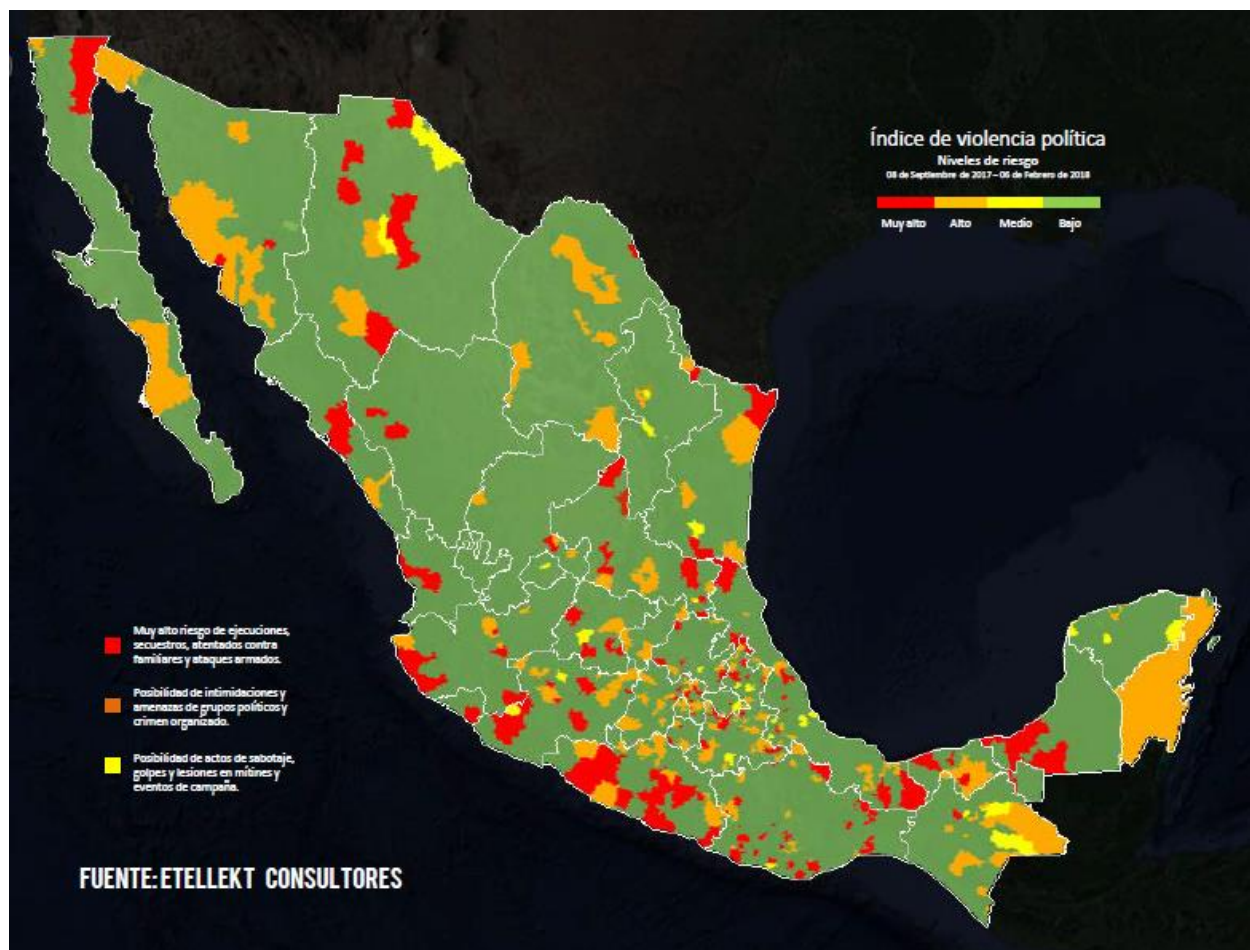 Índice de violencia política
Niveles de riesgo
08 de Septiembre de 2017 – 06 de Febrero de 2018
Muy alto Alto Medio Bajo
Muy alto riesgo de ejecuciones,
secuestros, atentados contra
familiares y ataques armados.
Posibilidad de intimidaciones y
amenazas de grupos políticos y
crimen organizado.
Posibilidad de actos de sabotaje,
golpes y lesiones en mítines y
eventos de campaña.
FUENTE: ETELLEKT CONSULTORES